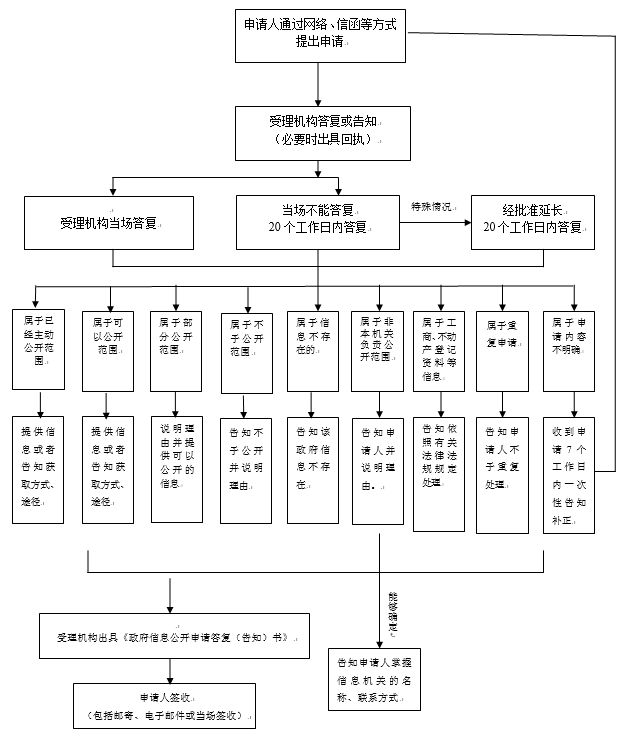 申请人通过网络、信函等方式
提出申请
受理机构答复或告知
（必要时出具回执）
受理机构当场答复
当场不能答复
20个工作日内答复
特殊情况
经批准延长
20个工作日内答复
属于已
经主动
公开范
围
属于可
以公开
范围
属于部
分公开
范围
属于不
予公开
范围
属于信
息不存
在的
属于非
本机关
负责公
开范围
属于工
商、不动
产登记
资料等
信息
属于重
复申请
属于申
请内容
不明确
提供信
息或者
告知获
取方式、
途径
提供信
息或者
告知获
取方式、
途径
说明理
由并提
供可以
公开的
信息
告知不
予公开
并说明
理由
告知该
政府信
息不存
在
告知申
请人并
说明理
由。
告知依
照有关
法律法
规规定
处理
告知申
请人不
予重复
处理
收到申
请7个
工作日
内一次
性告知
补正
能够确定
受理机构出具《政府信息公开申请答复（告知）书》
告知申请人掌握
信息机关的名
称、联系方式
申请人签收
（包括邮寄、电子邮件或当场签收）